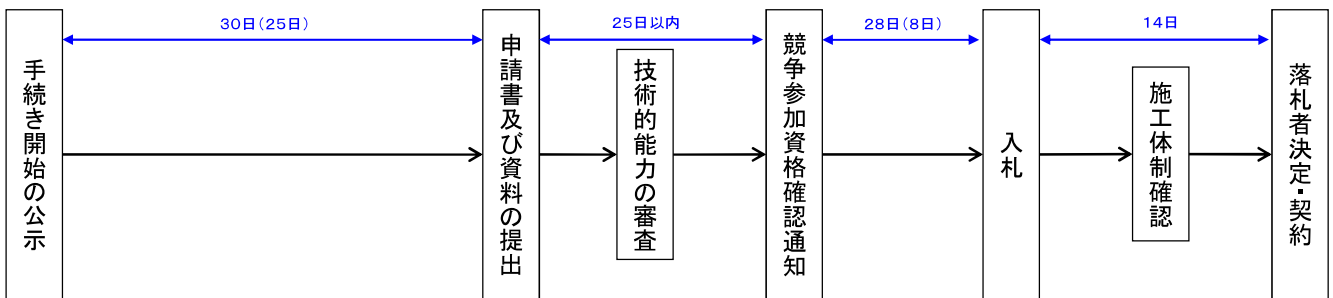 30日(25日)
25日以内
28日(8日)
14日
手続き開始の公示
申請書及び資料の提出
技術的能力の審査
競争参加資格確認通知
入札
施工体制確認
落札者決定・契約